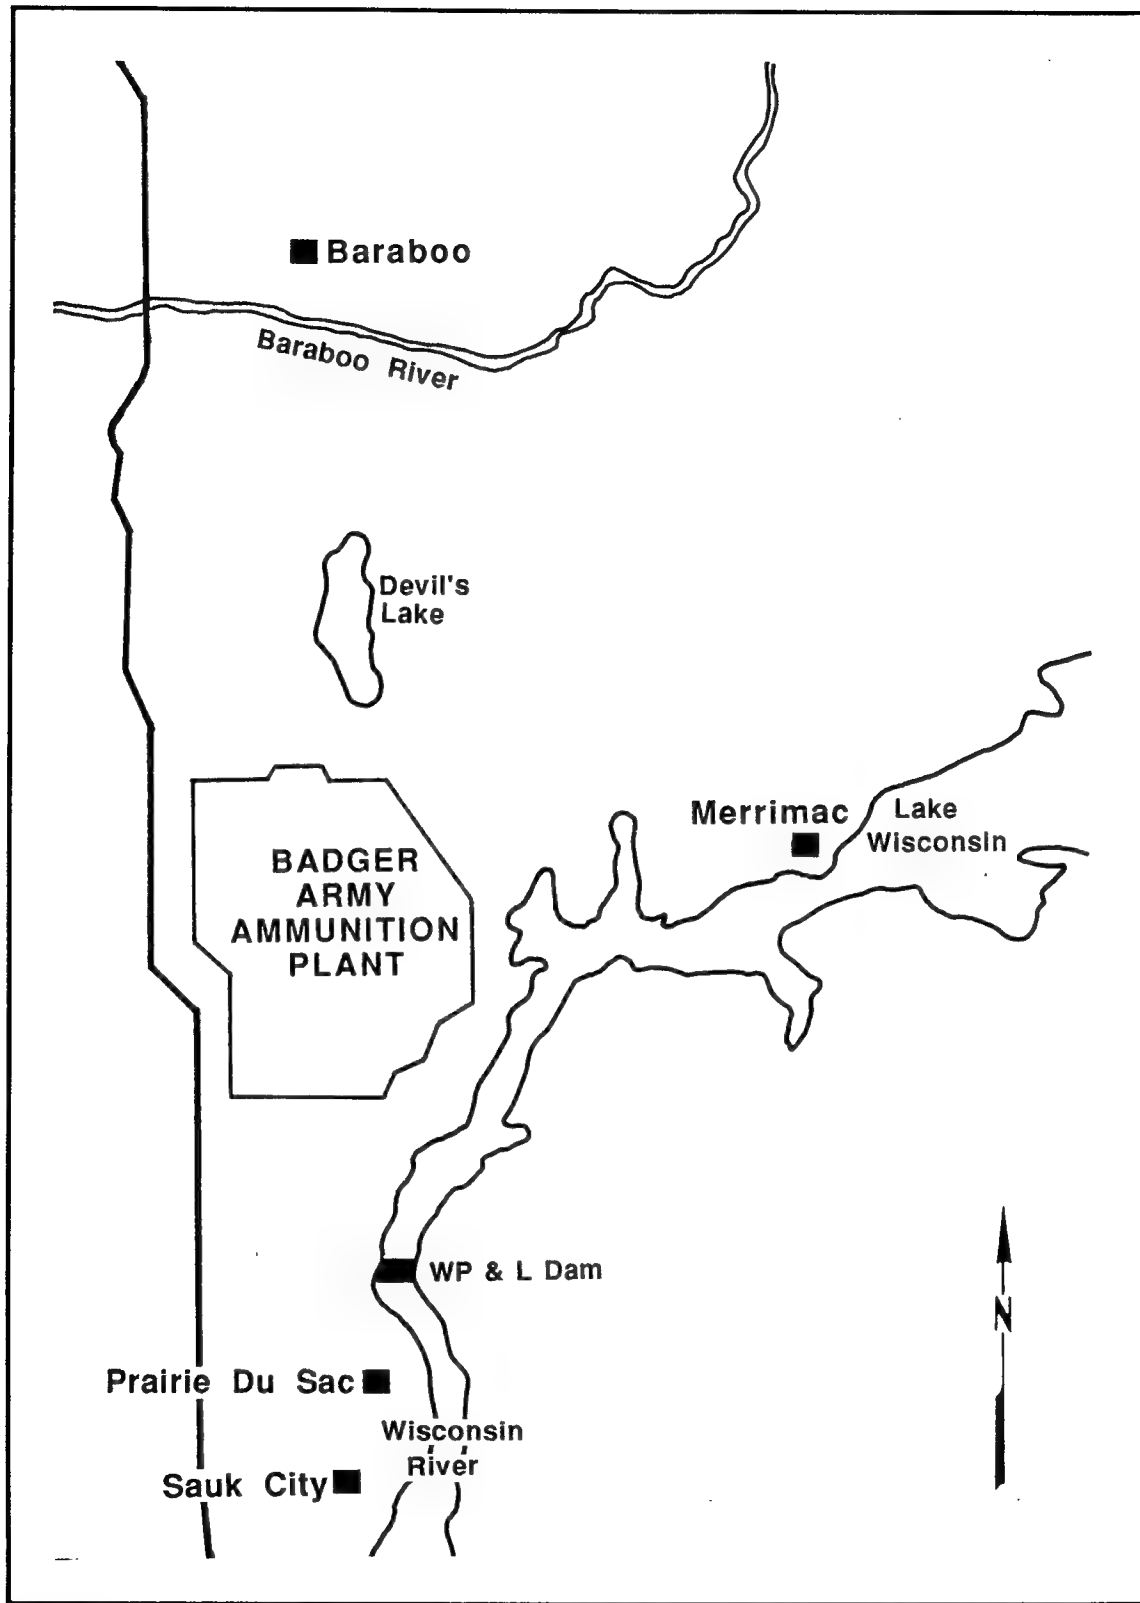 Baraboo
Baraboo River
Devil's
Lake
Merrimac
Lake
Wisconsin
BADGER
ARMY
AMMUNITION
PLANT
WP & L Dam
N
Prairie Du Sac
Wisconsin
River
Sauk City